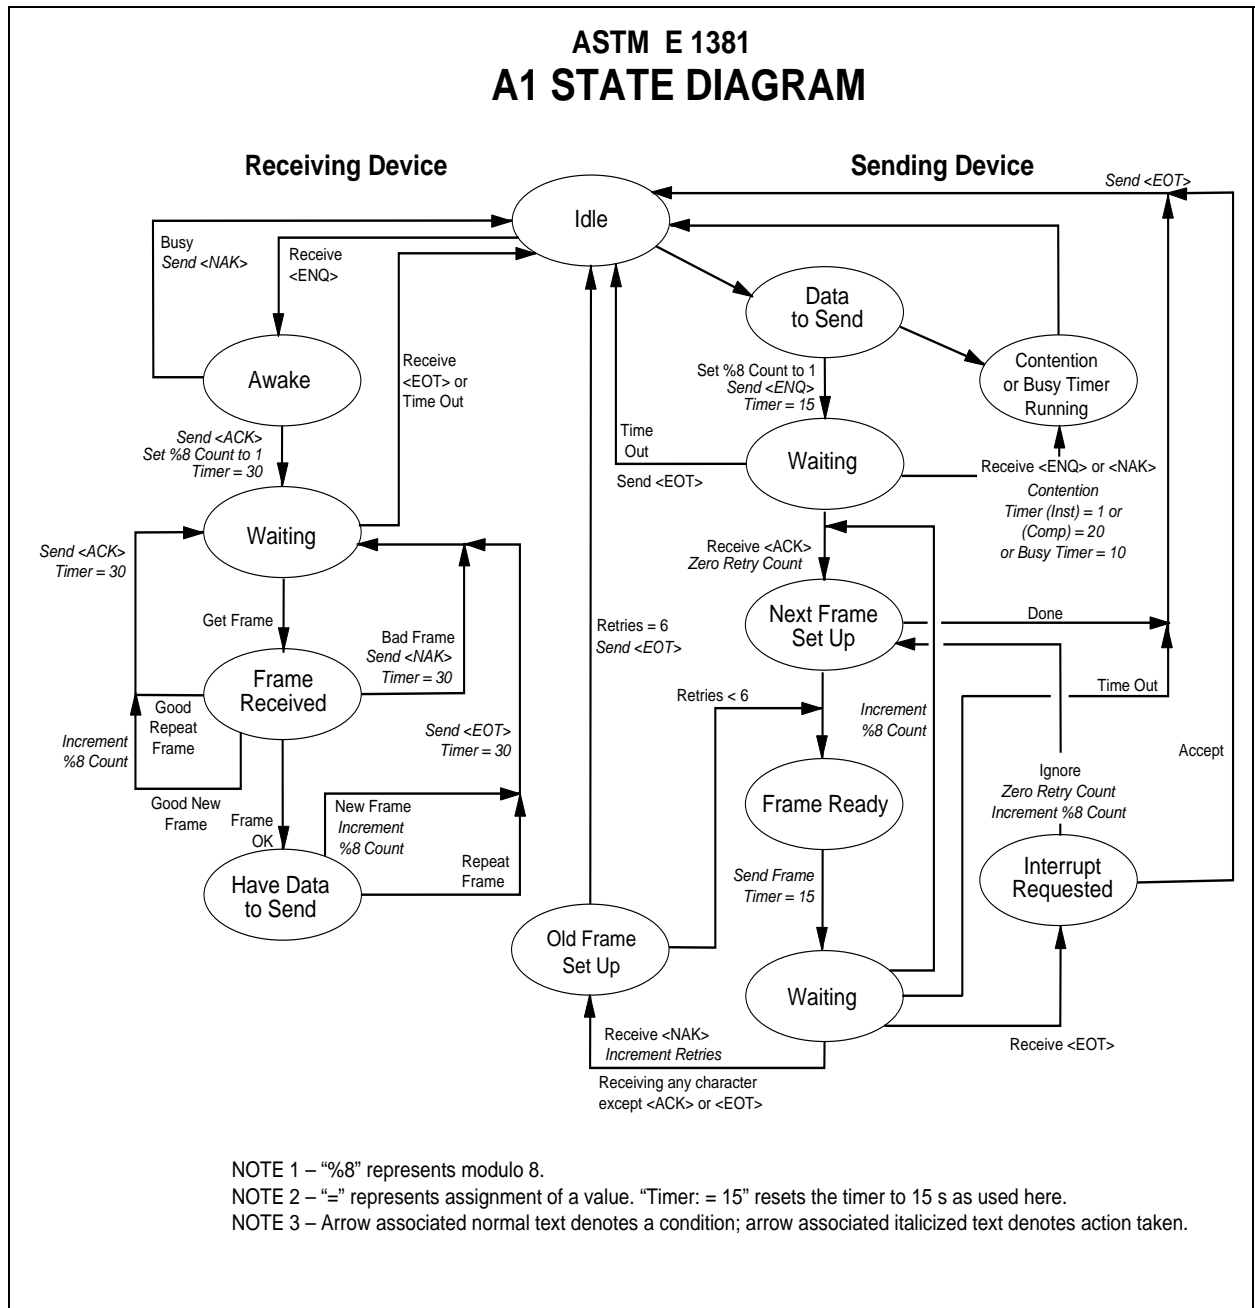 ASTM E 1381
A1 STATE DIAGRAM
Receiving Device
Sending Device
Send <EOT>
Idle
Busy
Send <NAK>
Receive
<ENQ>
Data
to Send
Receive
<EOT> or
Time Out
Awake
Contention
or Busy Timer
Running
Set %8 Count to 1
Send <ENQ>
Timer = 15
Send <ACK>
Set %8 Count to 1
Timer = 30
Time
Out
Send <EOT>
Waiting
Receive <ENQ> or <NAK>
Contention
Timer (Inst) = 1 or
(Comp) = 20
or Busy Timer = 10
Waiting
Send <ACK>
Timer = 30
Receive <ACK>
Zero Retry Count
Get Frame
Bad Frame
Send <NAK>
Timer = 30
Retries = 6
Send <EOT>
Next Frame
Set Up
Done
Frame
Received
Retries < 6
Time Out
Good
Repeat
Frame
Increment
%8 Count
Send <EOT>
Timer = 30
Increment
%8 Count
Accept
Good New
Frame
Frame
OK
New Frame
Increment
%8 Count
Frame Ready
Ignore
Zero Retry Count
Increment %8 Count
Repeat
Frame
Have Data
to Send
Send Frame
Timer = 15
Interrupt
Requested
Old Frame
Set Up
Waiting
Receive <NAK>
Increment Retries
Receive <EOT>
Receiving any character
except <ACK> or <EOT>
NOTE 1 – “%8” represents modulo 8.
NOTE 2 – “=” represents assignment of a value. “Timer: = 15” resets the timer to 15 s as used here.
NOTE 3 – Arrow associated normal text denotes a condition; arrow associated italicized text denotes action taken.